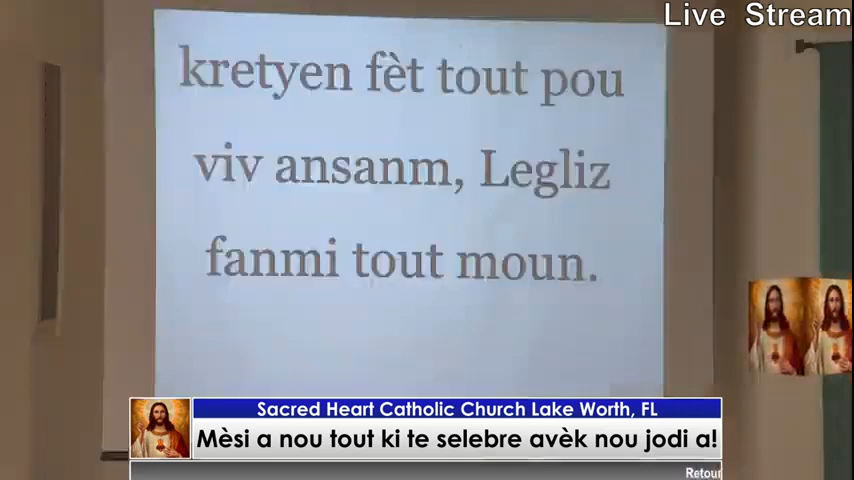 Live Stream
kretyen fèt tout pou
viv ansanm, Legliz
fanmi tout moun.
Sacred Heart Catholic Church Lake Worth, FL
Mèsi a nou tout ki te selebre avèk nou jodi a!
Retour